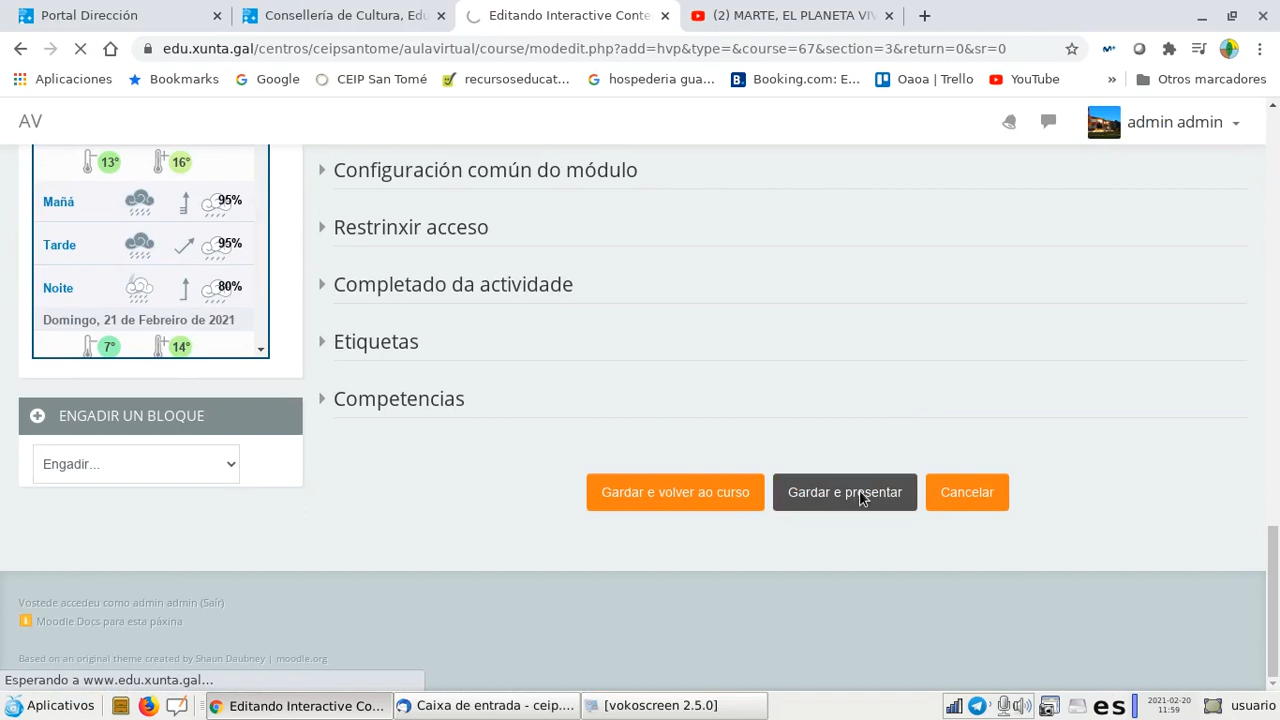 Portal Dirección
Consellería de Cultura, Edu
Editando Interactive Conte
(2) MARTE, EL PLANETA VIV
edu.xunta.gal/centros/ceipsantome/aulavirtual/course/modedit.php?add=hvp&type=&course=67&section=3&return=0&sr=0
Aplicaciones
Bookmarks
Google
CEIP San Tomé
recursoseducat...
hospederia gua...
Booking.com: E...
Oaoa | Trello
YouTube
»
Otros marcadores
AV
admin admin
13° 16°
Mañá 95%
Tarde 95%
Noite 80%
Domingo, 21 de Febreiro de 2021
7° 14°
ENGADIR UN BLOQUE
Engadir...
Configuración común do módulo
Restrinxir acceso
Completado da actividade
Etiquetas
Competencias
Gardar e volver ao curso
Gardar e presentar
Cancelar
Vostede accedeu como admin admin (Saír)
Moodle Docs para esta páxina
Based on an original theme created by Shaun Daubney | moodle.org
Esperando a www.edu.xunta.gal...
Aplicativos
Editando Interactive Co...
Caixa de entrada - ceip....
[vokoscreen 2.5.0]
es
2021-02-20
11:59
usuario